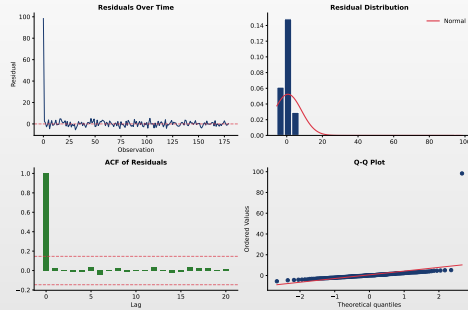 Residuals Over Time
100
80
60
40
20
0
Residual
0 25 50 75 100 125 150 175
Observation
Residual Distribution
Normal
0.14
0.12
0.10
0.08
0.06
0.04
0.02
0.00
0 20 40 60 80 100
ACF of Residuals
1.0
0.8
0.6
0.4
0.2
0.0
−0.2
0 5 10 15 20
Lag
Q-Q Plot
100
80
60
40
20
0
Ordered Values
−2 −1 0 1 2
Theoretical quantiles